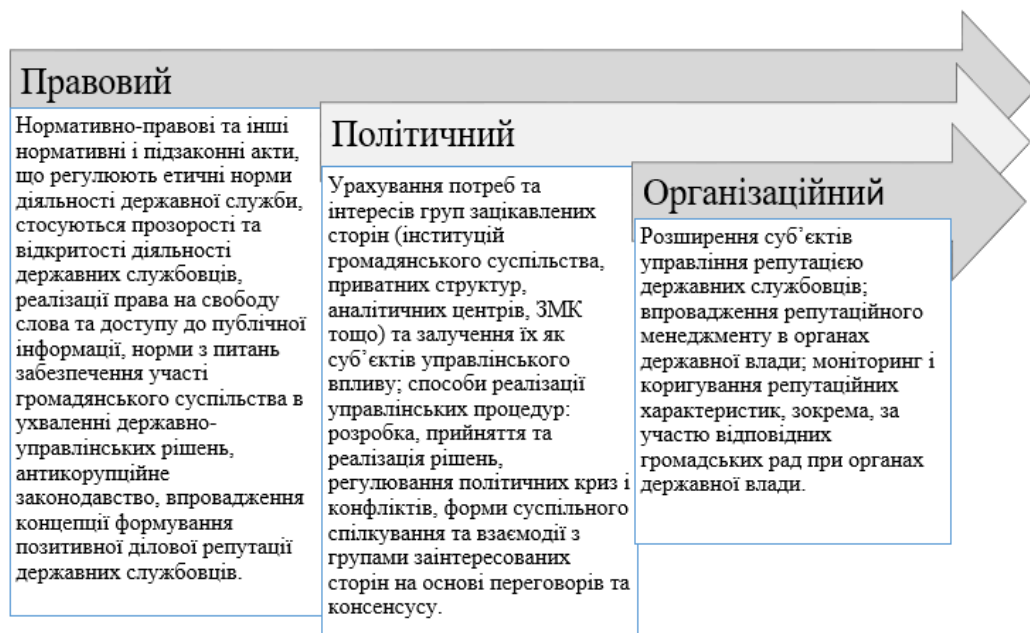 Правовий
Нормативно-правові та інші
нормативні і підзаконні акти,
що регулюють етичні норми
діяльності державної служби,
стосуються прозорості та
відкритості діяльності
державних службовців,
реалізації права на свободу
слова та доступу до публічної
інформації, норми з питань
забезпечення участі
громадянського суспільства в
ухваленні державно-
управлінських рішень,
антикорупційне
законодавство, впровадження
концепції формування
позитивної ділової репутації
державних службовців.
Політичний
Урахування потреб та
інтересів груп зацікавлених
сторін (інституцій
громадянського суспільства,
приватних структур,
аналітичних центрів, ЗМК
тощо) та залучення їх як
суб’єктів управлінського
впливу; способи реалізації
управлінських процедур:
розробка, прийняття та
реалізація рішень,
регулювання політичних криз і
конфліктів, форми суспільного
спілкування та взаємодії з
групами заінтересованих
сторін на основі переговорів та
консенсусу.
Організаційний
Розширення суб’єктів
управління репутацією
державних службовців;
впровадження репутаційного
менеджменту в органах
державної влади; моніторинг і
коригування репутаційних
характеристик, зокрема, за
участю відповідних
громадських рад при органах
державної влади.